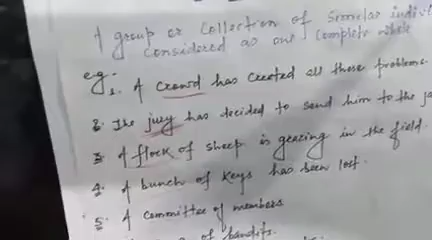 A group or collection of similar
Considered as one complete whole
e.g. 1. A crowd has created all these problems.
2. The jury has decided to send him to the
3. A flock of sheep is grazing in the field.
4. A bunch of keys has been lost.
5. A committee of members
of bandits.